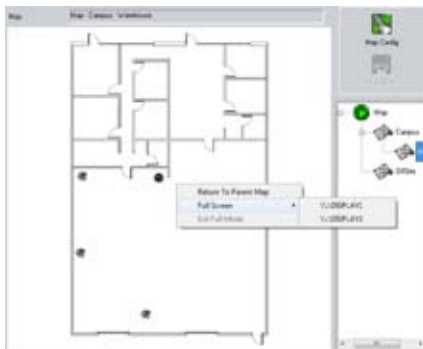 Map
Map : Campus : Warehouse
Map Config
Map
Campus
Offsite
Return To Parent Map
Full Screen
\\.\DISPLAY1
\\.\DISPLAY2
Exit Full Mode